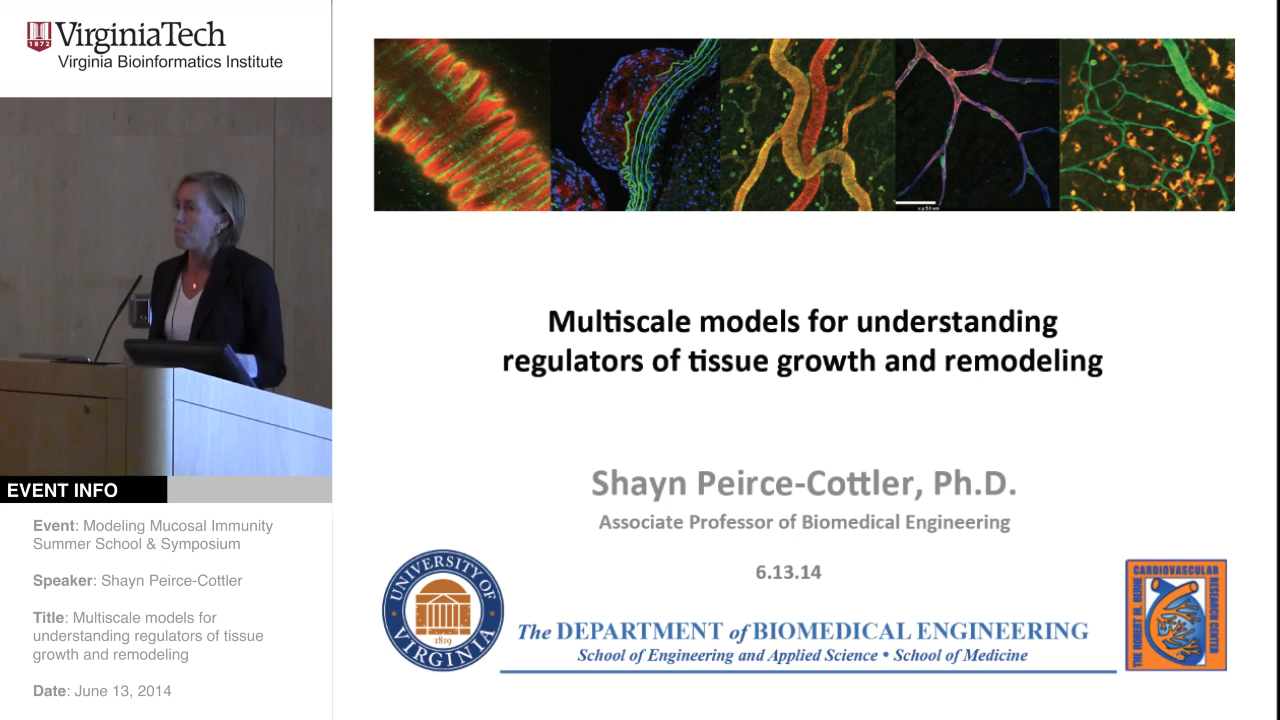 VirginiaTech
1872
Virginia Bioinformatics Institute
EVENT INFO
Event: Modeling Mucosal Immunity
Summer School & Symposium
Speaker: Shayn Peirce-Cottler
Title: Multiscale models for
understanding regulators of tissue
growth and remodeling
Date: June 13, 2014
Multiscale models for understanding
regulators of tissue growth and remodeling
Shayn Peirce-Cottler, Ph.D.
Associate Professor of Biomedical Engineering
6.13.14
UNIVERSITY OF
VIRGINIA
1819
The DEPARTMENT of BIOMEDICAL ENGINEERING
School of Engineering and Applied Science • School of Medicine
THE ROBERT M. BERNE
CARDIOVASCULAR
RESEARCH CENTER